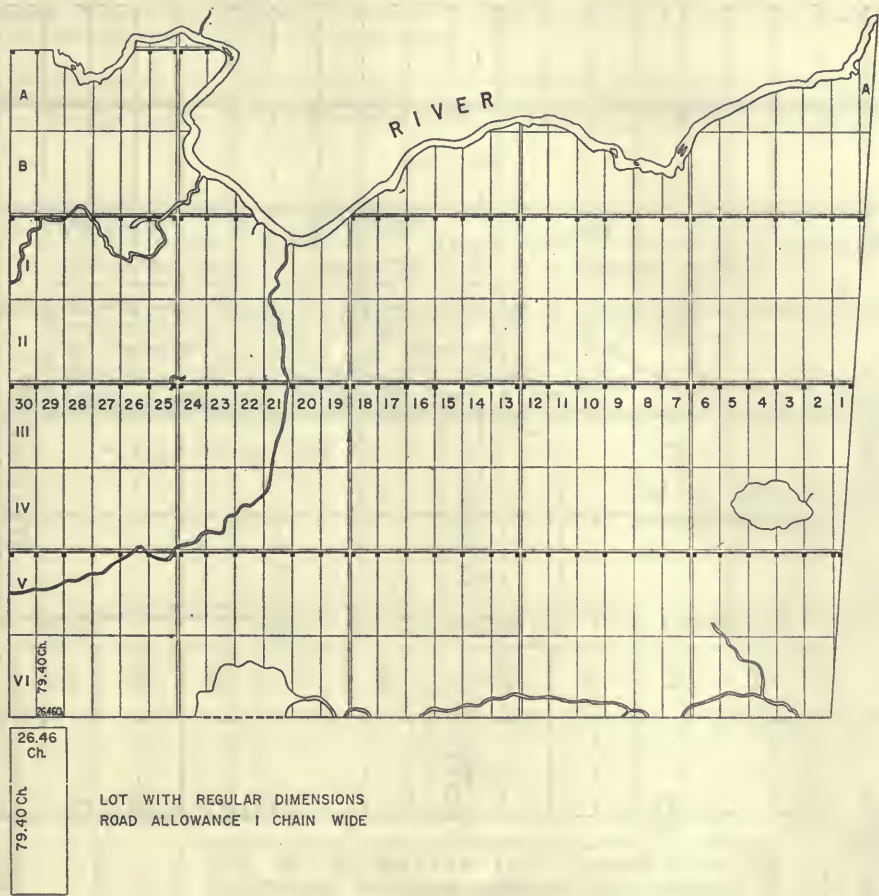 A
A
RIVER
B
I
II
30 29 28 27 26 25 24 23 22 21 20 19 18 17 16 15 14 13 12 11 10 9 8 7 6 5 4 3 2 1
III
IV
V
VI
79.40 Ch.
26.46
26.46
Ch.
79.40 Ch.
LOT WITH REGULAR DIMENSIONS
ROAD ALLOWANCE 1 CHAIN WIDE